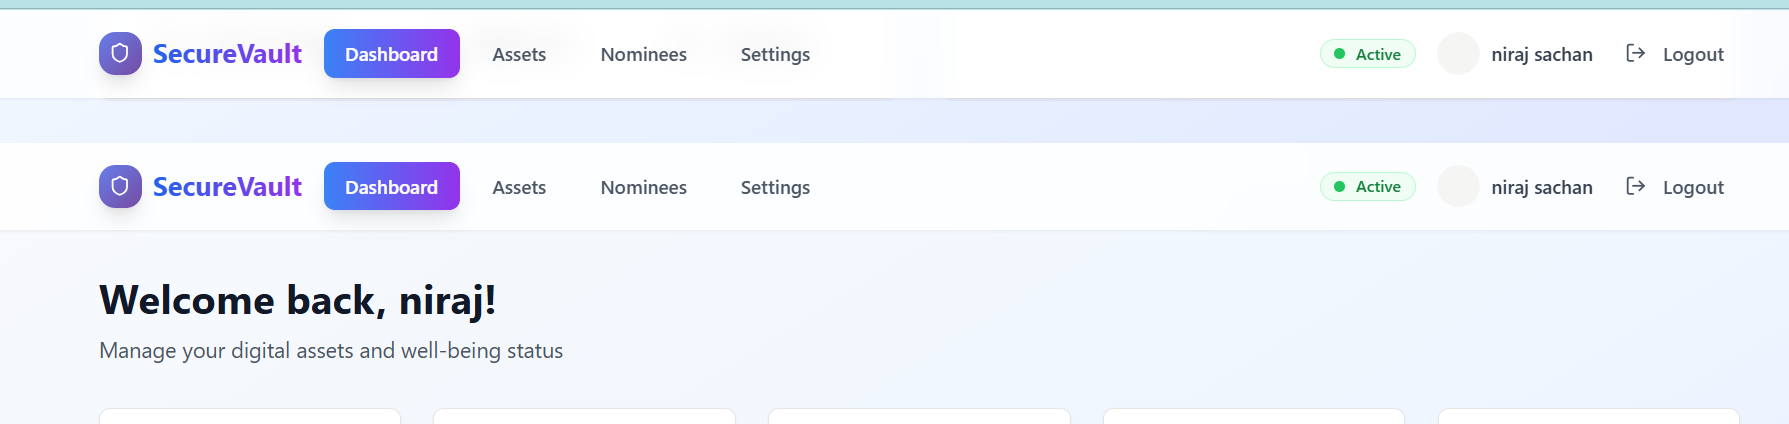 SecureVault Dashboard Assets Nominees Settings Active niraj sachan Logout
SecureVault Dashboard Assets Nominees Settings Active niraj sachan Logout
Welcome back, niraj!
Manage your digital assets and well-being status